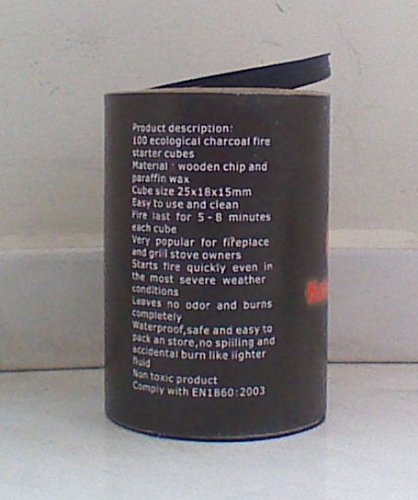 Product description:
100 ecological charcoal fire
starter cubes
Material : wooden chip and
paraffin wax
Cube size 25x18x15mm
Easy to use and clean
Fire last for 5-8 minutes
each cube
Very popular for fireplace
and grill stove owners
Starts fire quickly even in
the most severe weather
conditions
Leaves no odor and burns
completely
Waterproof,safe and easy to
pack an store,no spilling and
accidental burn like lighter
fluid
Non toxic product
Comply with EN1860:2003